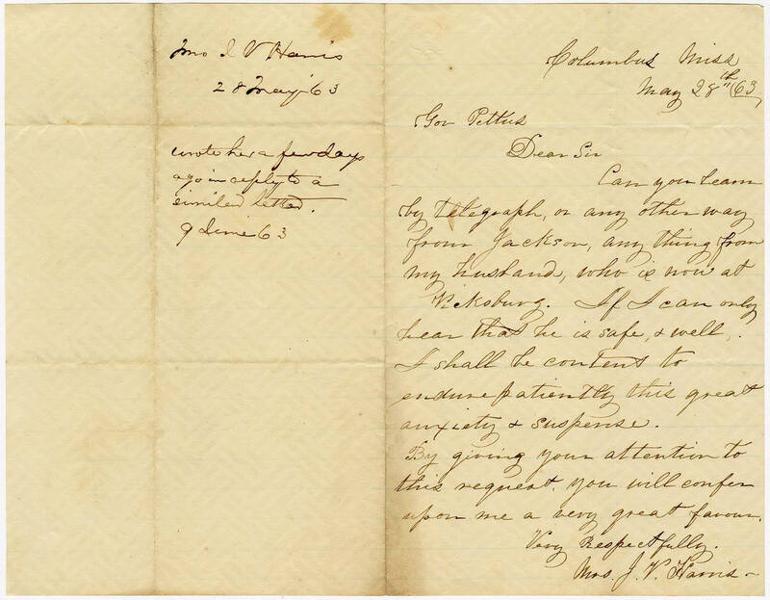 Mrs J V Harris
28 May 63
wrote her a few days
ago in reply to a
similar letter.
9 June 63
Columbus Miss
May 28th /63
Gov Pettus
Dear Sir
Can you learn
by telegraph, or any other way
from Jackson, any thing from
my husband, who is now at
Vicksburg. If I can only
hear that he is safe, & well,
I shall be content to
endure patiently this great
anxiety & suspense.
By giving your attention to
this request. you will confer
upon me a very great favour.
Very Respectfully.
Mrs. J. V. Harris